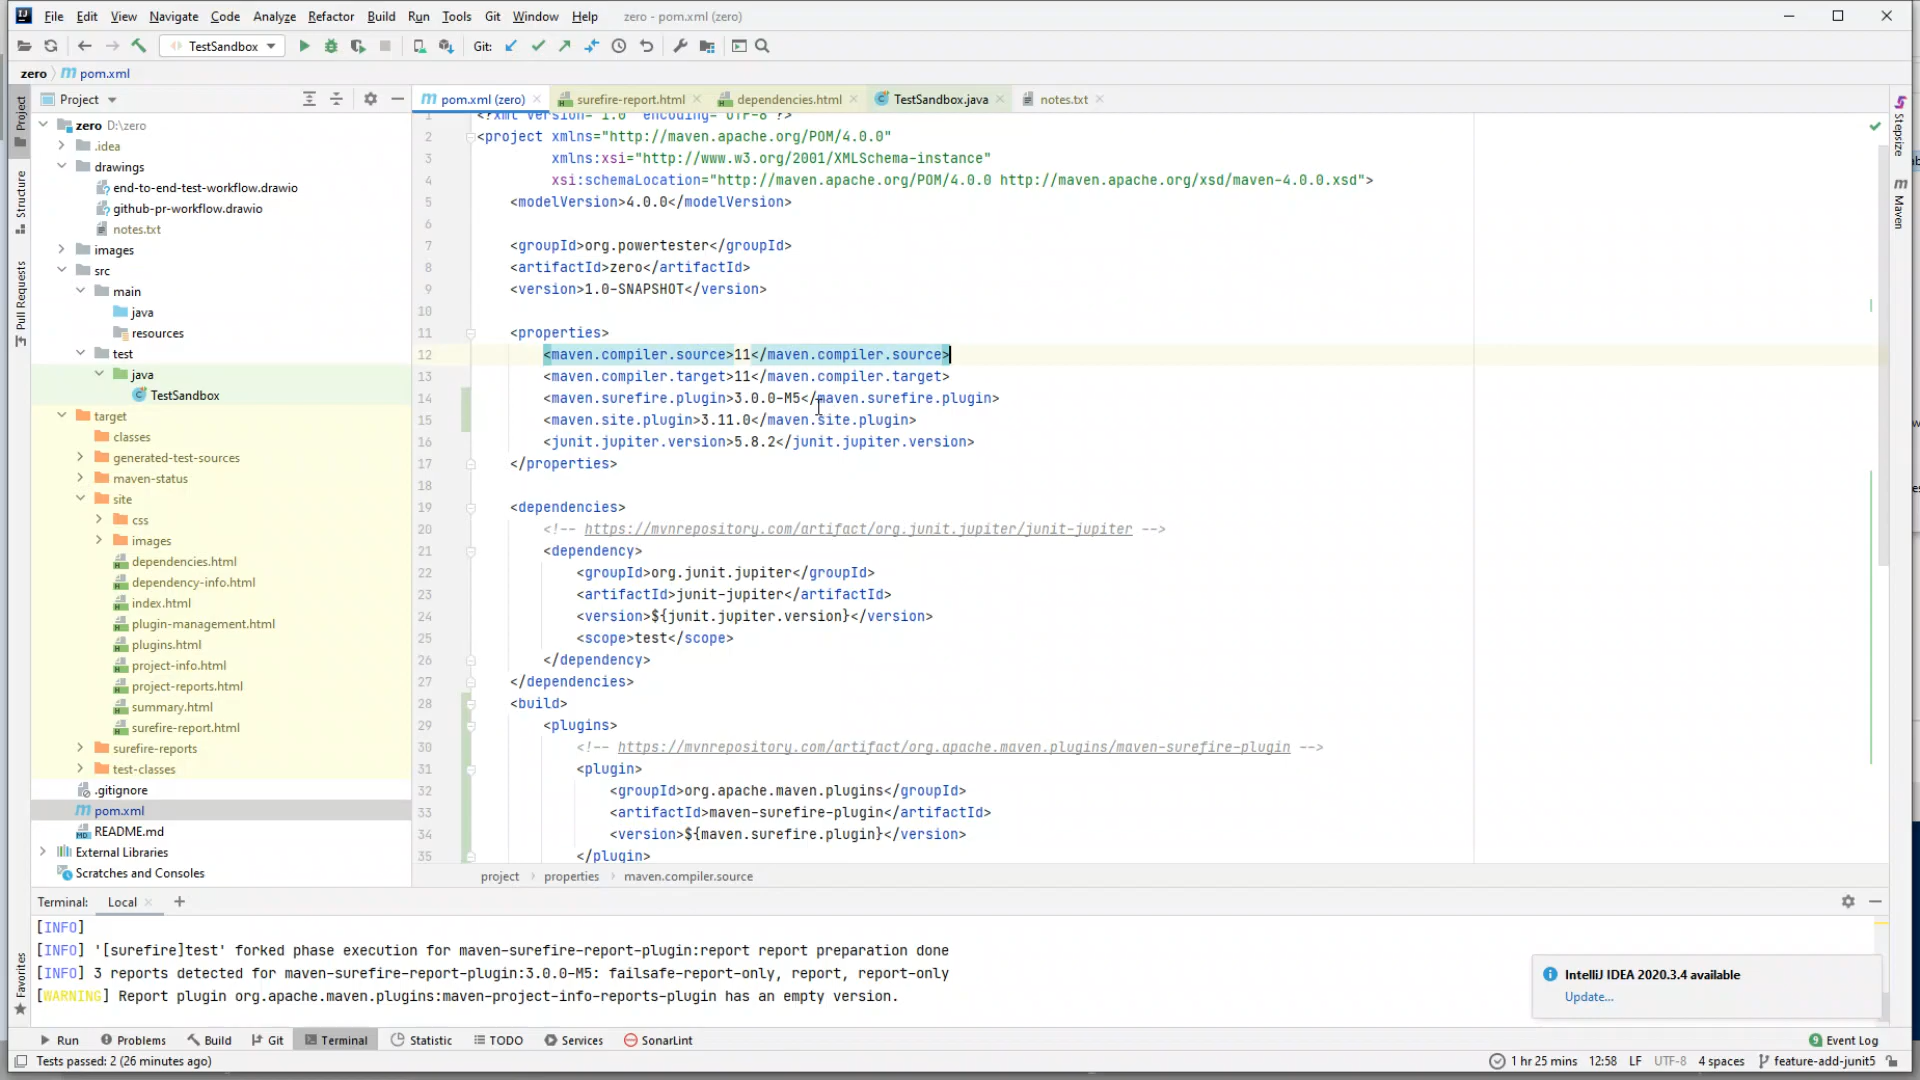 File Edit View Navigate Code Analyze Refactor Build Run Tools Git Window Help zero - pom.xml (zero)
TestSandbox Git:
zero pom.xml
Project
pom.xml (zero) surefire-report.html dependencies.html TestSandbox.java notes.txt
Project
Structure
Pull Requests
Favorites
zero D:\zero
.idea
drawings
end-to-end-test-workflow.drawio
github-pr-workflow.drawio
notes.txt
images
src
main
java
resources
test
java
TestSandbox
target
classes
generated-test-sources
maven-status
site
css
images
dependencies.html
dependency-info.html
index.html
plugin-management.html
plugins.html
project-info.html
project-reports.html
summary.html
surefire-report.html
surefire-reports
test-classes
.gitignore
pom.xml
README.md
External Libraries
Scratches and Consoles
1 <?xml version="1.0" encoding="UTF-8"?>
2 <project xmlns="http://maven.apache.org/POM/4.0.0"
3 xmlns:xsi="http://www.w3.org/2001/XMLSchema-instance"
4 xsi:schemaLocation="http://maven.apache.org/POM/4.0.0 http://maven.apache.org/xsd/maven-4.0.0.xsd">
5 <modelVersion>4.0.0</modelVersion>
6
7 <groupId>org.powertester</groupId>
8 <artifactId>zero</artifactId>
9 <version>1.0-SNAPSHOT</version>
10
11 <properties>
12 <maven.compiler.source>11</maven.compiler.source>
13 <maven.compiler.target>11</maven.compiler.target>
14 <maven.surefire.plugin>3.0.0-M5</maven.surefire.plugin>
15 <maven.site.plugin>3.11.0</maven.site.plugin>
16 <junit.jupiter.version>5.8.2</junit.jupiter.version>
17 </properties>
18
19 <dependencies>
20 <!-- https://mvnrepository.com/artifact/org.junit.jupiter/junit-jupiter -->
21 <dependency>
22 <groupId>org.junit.jupiter</groupId>
23 <artifactId>junit-jupiter</artifactId>
24 <version>${junit.jupiter.version}</version>
25 <scope>test</scope>
26 </dependency>
27 </dependencies>
28 <build>
29 <plugins>
30 <!-- https://mvnrepository.com/artifact/org.apache.maven.plugins/maven-surefire-plugin -->
31 <plugin>
32 <groupId>org.apache.maven.plugins</groupId>
33 <artifactId>maven-surefire-plugin</artifactId>
34 <version>${maven.surefire.plugin}</version>
35 </plugin>
project properties maven.compiler.source
Stepsize
Maven
Terminal: Local
[INFO]
[INFO] '[surefire]test' forked phase execution for maven-surefire-report-plugin:report report preparation done
[INFO] 3 reports detected for maven-surefire-report-plugin:3.0.0-M5: failsafe-report-only, report, report-only
[WARNING] Report plugin org.apache.maven.plugins:maven-project-info-reports-plugin has an empty version.
IntelliJ IDEA 2020.3.4 available
Update...
Run Problems Build Git Terminal Statistic TODO Services SonarLint 9 Event Log
Tests passed: 2 (26 minutes ago) 1 hr 25 mins 12:58 LF UTF-8 4 spaces feature-add-junit5